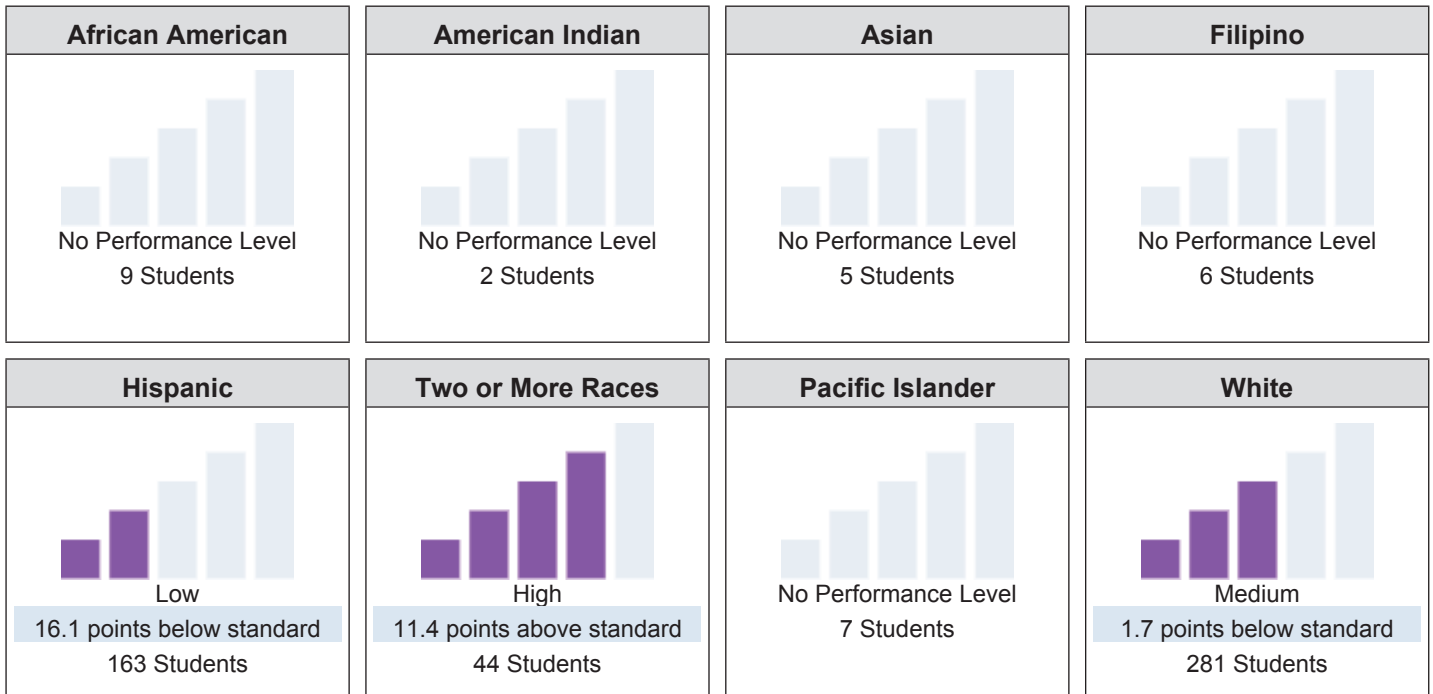 African American
No Performance Level
9 Students
American Indian
No Performance Level
2 Students
Asian
No Performance Level
5 Students
Filipino
No Performance Level
6 Students
Hispanic
Low
16.1 points below standard
163 Students
Two or More Races
High
11.4 points above standard
44 Students
Pacific Islander
No Performance Level
7 Students
White
Medium
1.7 points below standard
281 Students